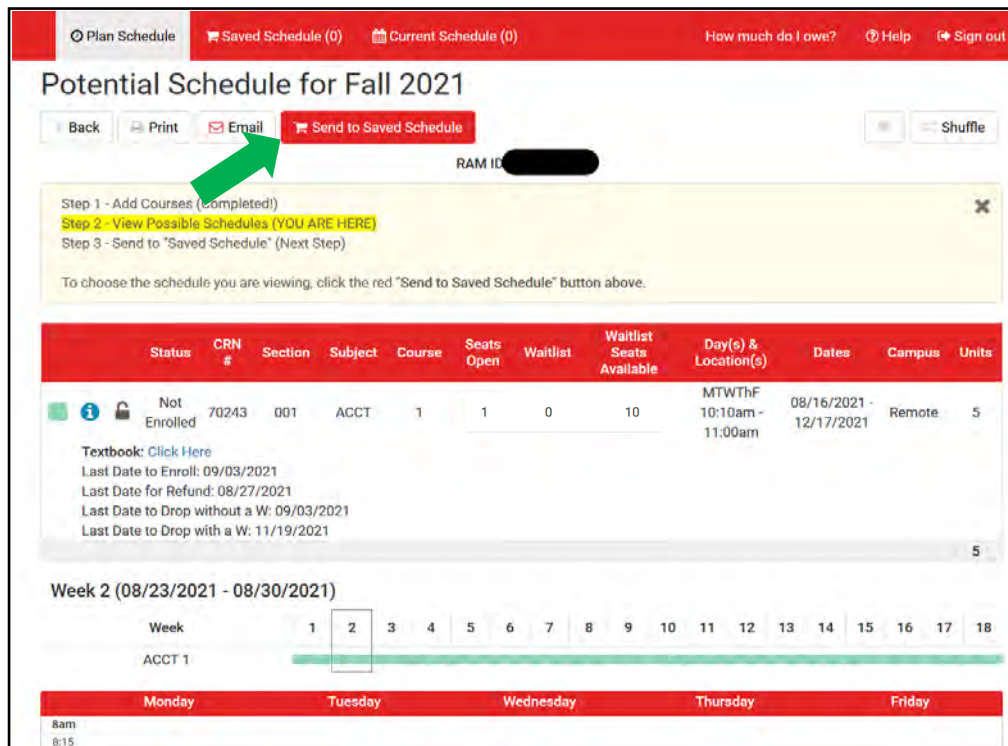 Plan Schedule Saved Schedule (0) Current Schedule (0) How much do I owe? Help Sign out
Potential Schedule for Fall 2021
Back Print Email Send to Saved Schedule Shuffle
RAM ID
Step 1 - Add Courses (Completed!)
Step 2 - View Possible Schedules (YOU ARE HERE)
Step 3 - Send to "Saved Schedule" (Next Step)
To choose the schedule you are viewing, click the red "Send to Saved Schedule" button above.
Status CRN # Section Subject Course Seats Open Waitlist Waitlist Seats Available Day(s) & Location(s) Dates Campus Units
Not Enrolled 70243 001 ACCT 1 1 0 10 MTWThF 10:10am - 11:00am 08/16/2021 - 12/17/2021 Remote 5
Textbook: Click Here
Last Date to Enroll: 09/03/2021
Last Date for Refund: 08/27/2021
Last Date to Drop without a W: 09/03/2021
Last Date to Drop with a W: 11/19/2021
5
Week 2 (08/23/2021 - 08/30/2021)
Week 1 2 3 4 5 6 7 8 9 10 11 12 13 14 15 16 17 18
ACCT 1
Monday Tuesday Wednesday Thursday Friday
8am
8:15